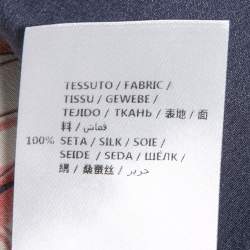 TESSUTO / FABRIC /
TISSU / GEWEBE /
TEJIDO / ТКАНЬ / 表地 / 面
料 / قماش /
100% SETA / SILK / SOIE /
SEIDE / SEDA / ШЁЛК /
絹 / 桑蚕丝 / حرير /